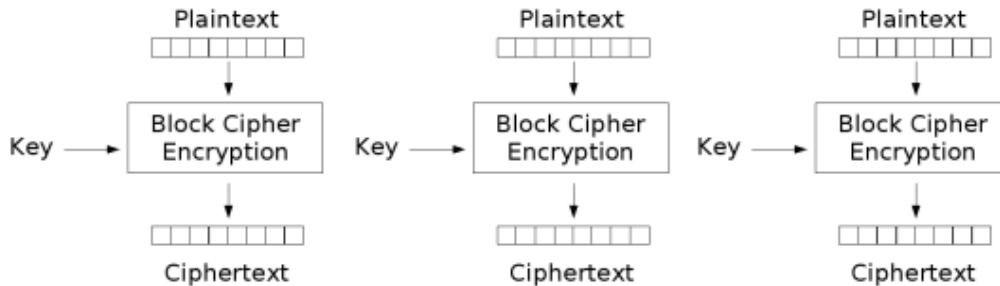 Plaintext
Plaintext
Plaintext
Key
Block Cipher
Encryption
Key
Block Cipher
Encryption
Key
Block Cipher
Encryption
Ciphertext
Ciphertext
Ciphertext